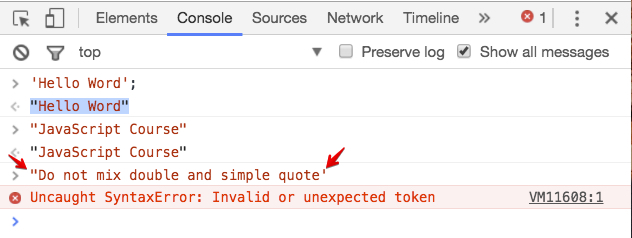 Elements Console Sources Network Timeline 1
top Preserve log Show all messages
'Hello Word';
"Hello Word"
"JavaScript Course"
"JavaScript Course"
"Do not mix double and simple quote'
Uncaught SyntaxError: Invalid or unexpected token VM11608:1